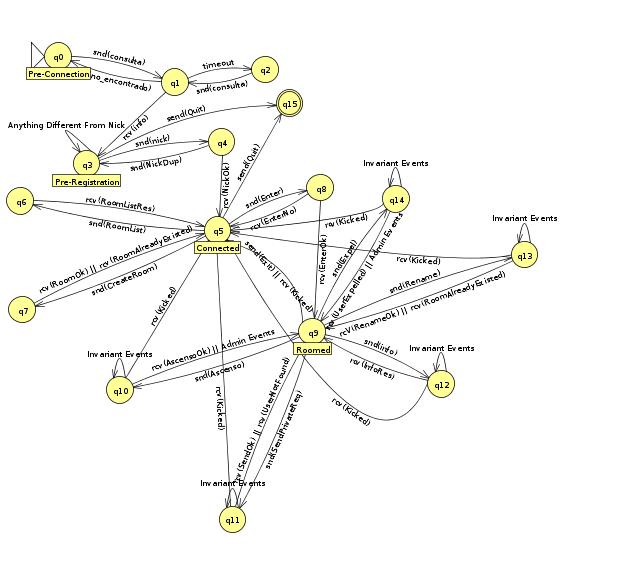 q0
snd(consulta)
timeout
q2
Pre-Connection
no_encontrado)
q1
snd(consulta)
q15
send(Quit)
rcv(info)
Anything Different From Nick
snd(nick)
q4
q3
snd(NickDup)
Pre-Registration
rcv(NickOk)
send(Quit)
Invariant Events
q8
q14
snd(Enter)
rcv(EnterNo)
q6
rcv(RoomListRes)
snd(RoomList)
q5
Connected
rcv(Kicked)
Invariant Events
q13
rcv(Kicked)
rcv(EnterOk)
snd(Expel)
rcv(UserExpelled) || Admin Events
snd(Exit) || rcv(Kicked)
rcv(RoomOk) || rcv(RoomAlreadyExisted)
snd(CreateRoom)
q7
snd(Rename)
rcV(RenameOk) || rcv(RoomAlreadyExisted)
rcv(Kicked)
q9
Roomed
snd(info)
rcv(InfoRes)
Invariant Events
q12
Invariant Events
q10
rcv(AscensoOk) || Admin Events
snd(Ascenso)
rcv(Kicked)
rcv(Kicked)
rcv(SendOk) || rcv(UserNotFound)
snd(SendPrivateReq)
Invariant Events
q11